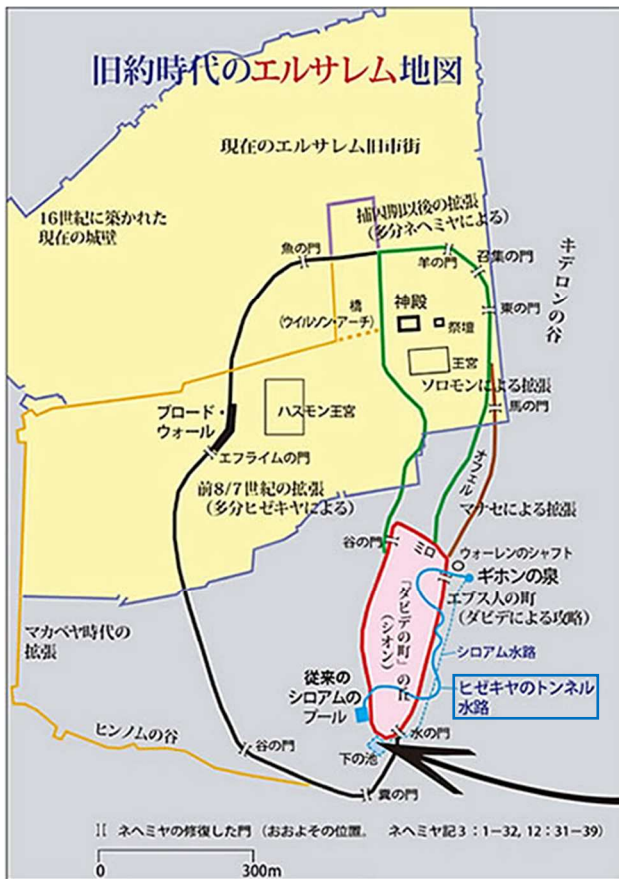 旧約時代のエルサレム地図
現在のエルサレム旧市街
16世紀に築かれた
現在の城壁
捕囚期以後の拡張
(多分ネヘミヤによる)
魚の門
羊の門
召集の門
キデロンの谷
橋
(ウイルソン・アーチ)
神殿
祭壇
東の門
王宮
ソロモンによる拡張
馬の門
ブロード・
ウォール
ハスモン王宮
エフライムの門
オフェル
前8/7世紀の拡張
(多分ヒゼキヤによる)
マナセによる拡張
谷の門
ミロ
ウォーレンのシャフト
ギホンの泉
エブス人の町
(ダビデによる攻略)
「ダビデの町」の丘
(シオン)
マカベヤ時代の
拡張
シロアム水路
従来の
シロアムの
プール
ヒゼキヤのトンネル
水路
ヒンノムの谷
谷の門
水の門
下の池
糞の門
ネヘミヤの修復した門 (おおよその位置。 ネヘミヤ記3:1-32, 12:31-39)
0 300m